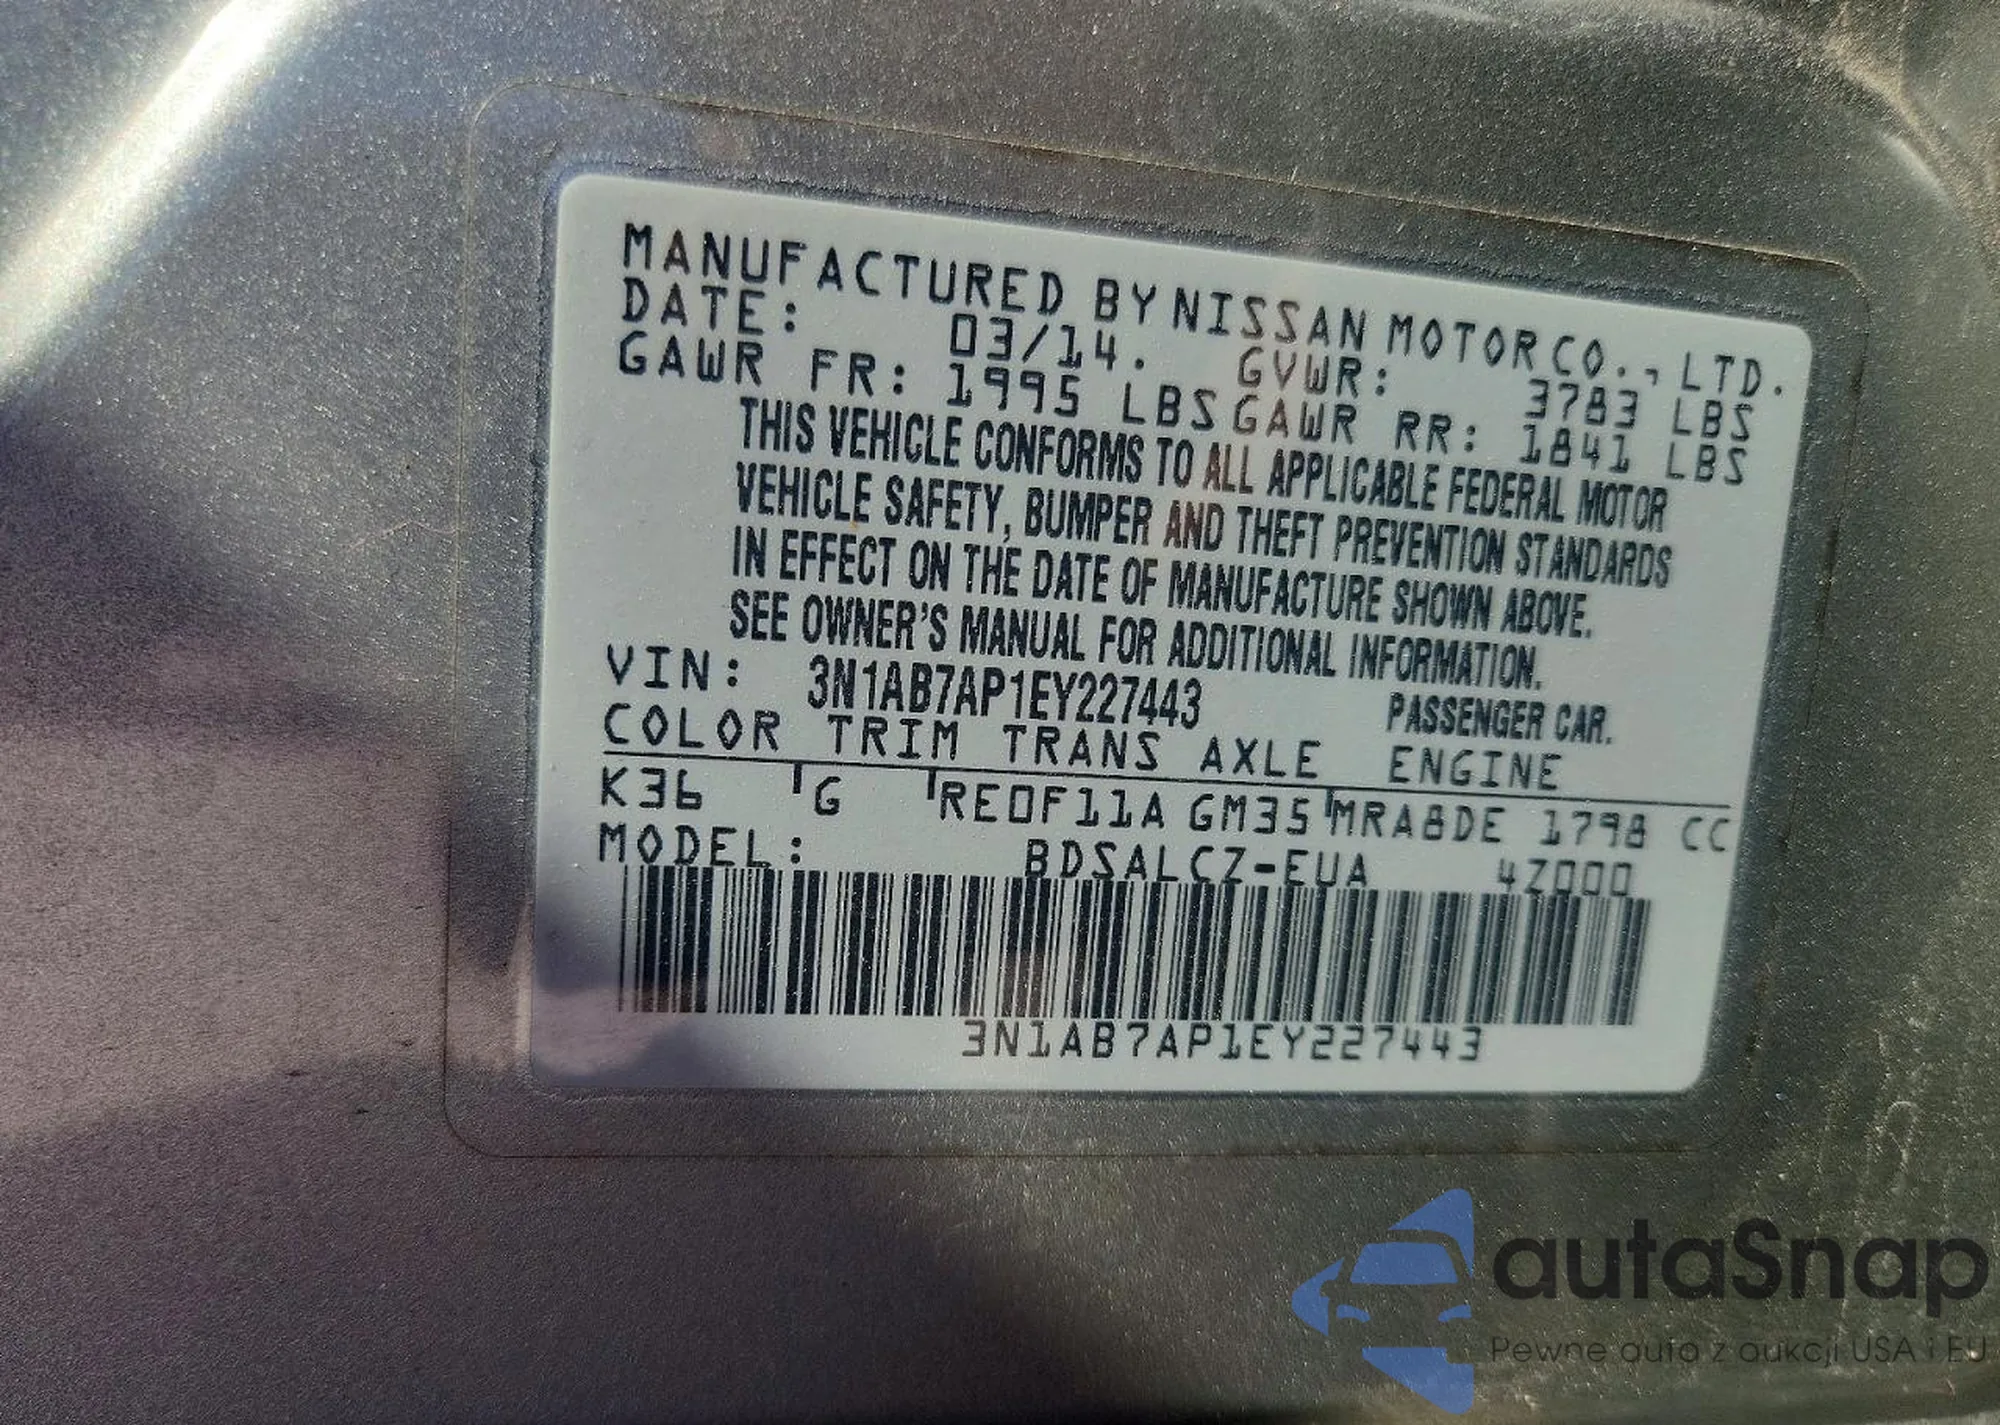 MANUFACTURED BY NISSAN MOTOR CO., LTD.
DATE: 03/14. GVWR: 3783 LBS
GAWR FR: 1995 LBS GAWR RR: 1841 LBS
THIS VEHICLE CONFORMS TO ALL APPLICABLE FEDERAL MOTOR
VEHICLE SAFETY, BUMPER AND THEFT PREVENTION STANDARDS
IN EFFECT ON THE DATE OF MANUFACTURE SHOWN ABOVE.
SEE OWNER'S MANUAL FOR ADDITIONAL INFORMATION.
VIN: 3N1AB7AP1EY227443 PASSENGER CAR.
COLOR TRIM TRANS AXLE ENGINE
K36 G RE0F11A GM35 MRA8DE 1798 CC
MODEL: BDSALCZ-EUA 4Z000
3N1AB7AP1EY227443
autaSnap
Pewne auta z aukcji USA i EU